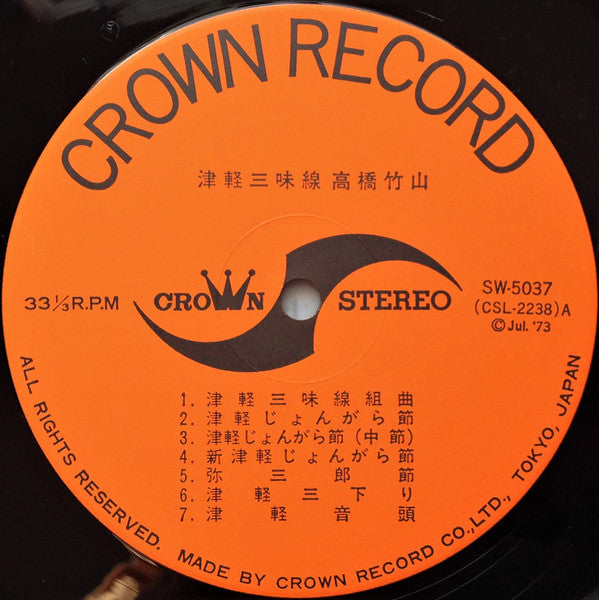 CROWN RECORD
津軽三味線 高橋竹山
33 1/3 R.P.M
CROWN STEREO
SW-5037
(CSL-2238)A
©Jul. '73
1. 津軽三味線組曲
2. 津軽じょんがら節
3. 津軽じょんがら節(中節)
4. 新津軽じょんがら節
5. 弥三郎節
6. 津軽三下り
7. 津軽音頭
ALL RIGHTS RESERVED. MADE BY CROWN RECORD CO.,LTD., TOKYO, JAPAN